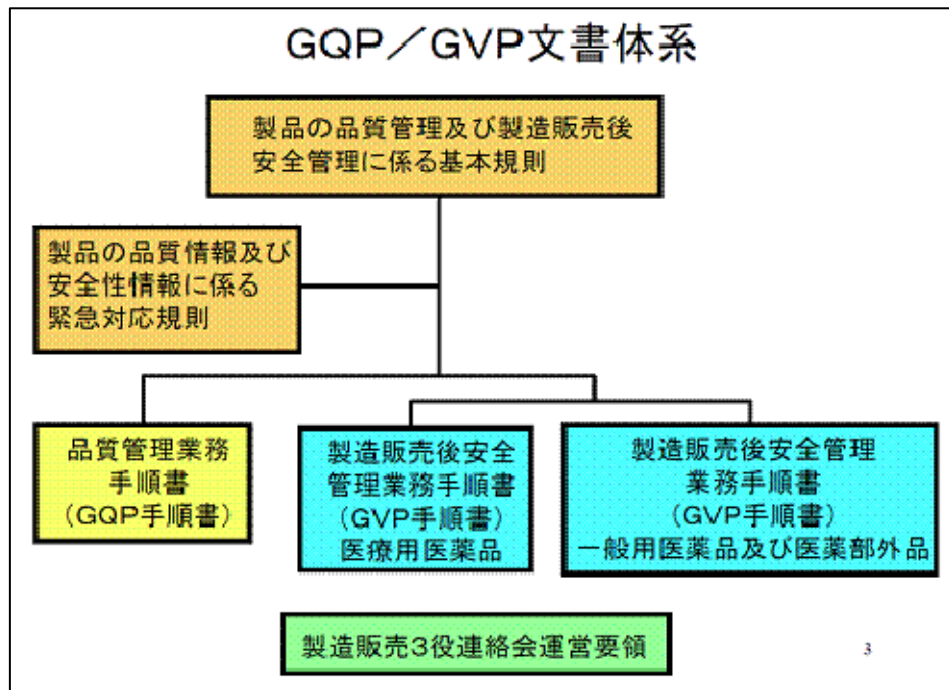 GQP／GVP文書体系
製品の品質管理及び製造販売後
安全管理に係る基本規則
製品の品質情報及び
安全性情報に係る
緊急対応規則
品質管理業務
手順書
（GQP手順書）
製造販売後安全
管理業務手順書
（GVP手順書）
医療用医薬品
製造販売後安全管理
業務手順書
（GVP手順書）
一般用医薬品及び医薬部外品
製造販売３役連絡会運営要領
3